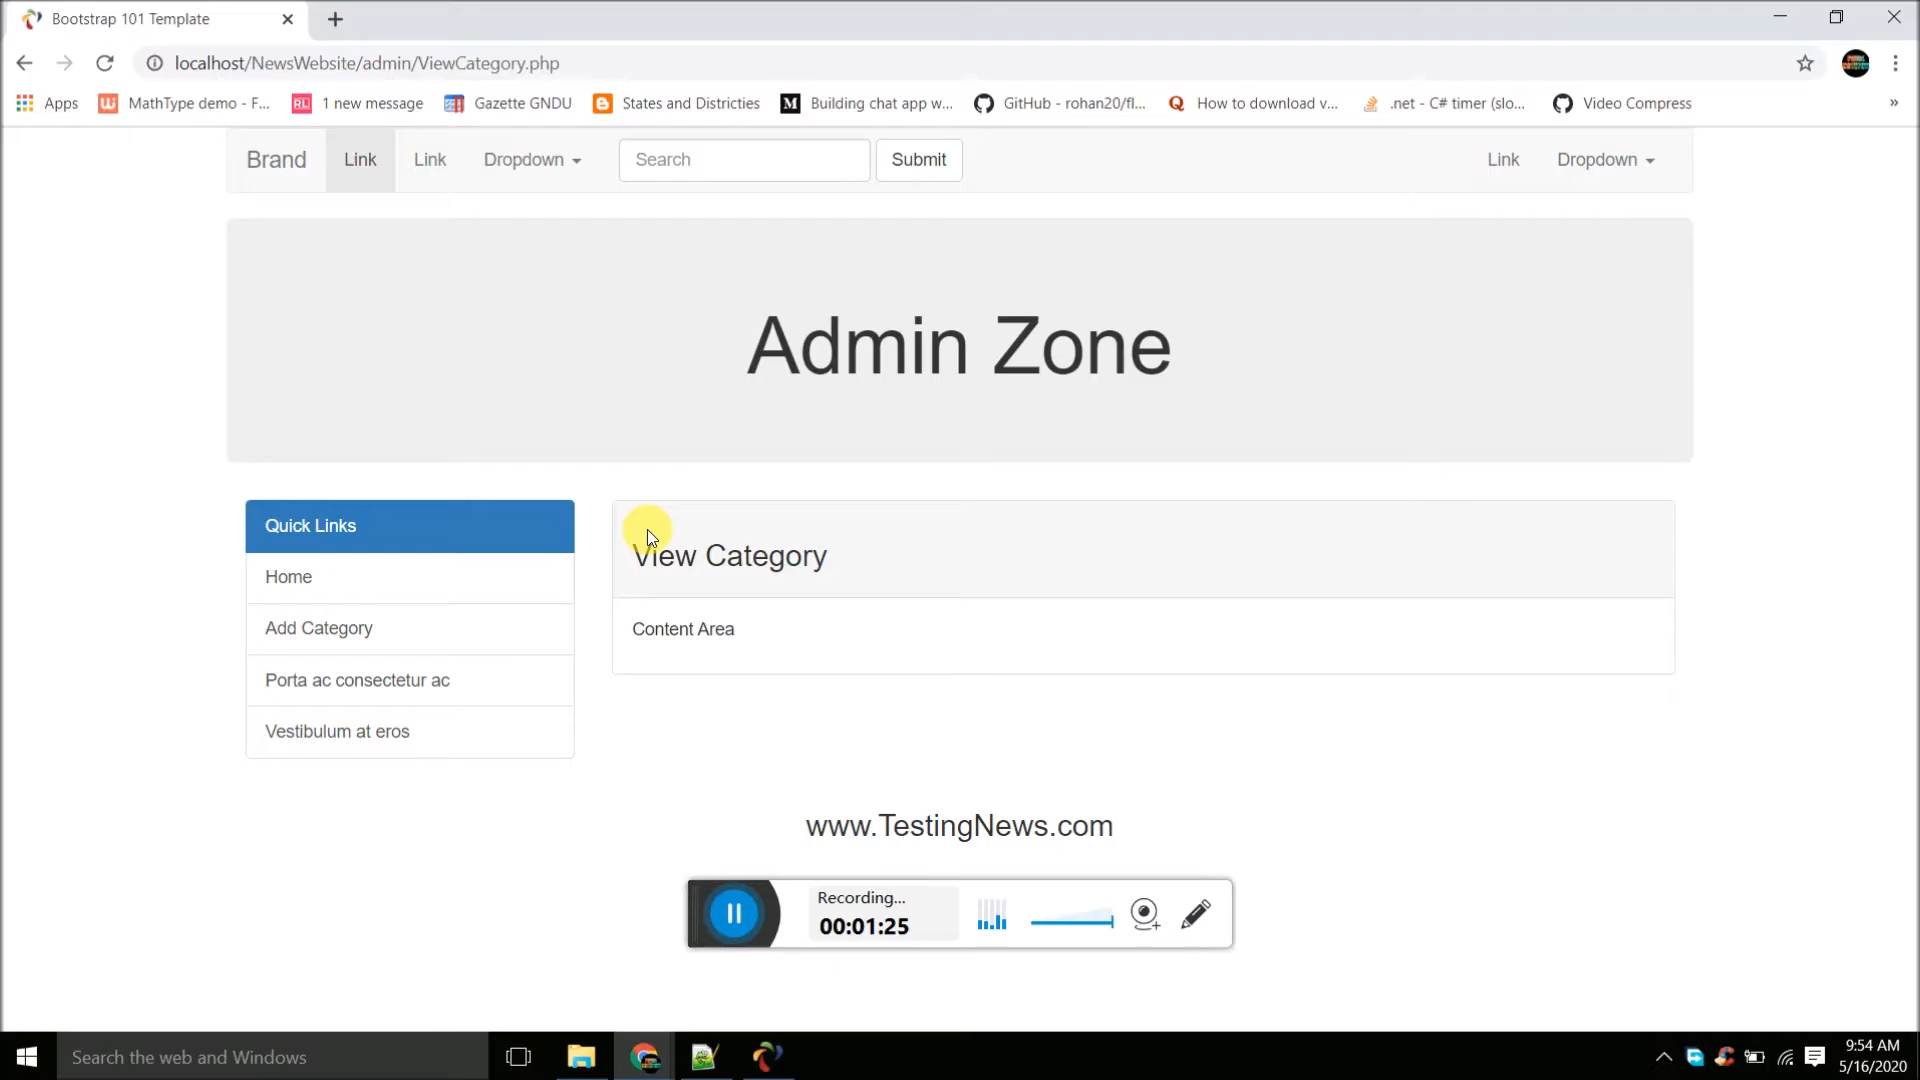 Bootstrap 101 Template
localhost/NewsWebsite/admin/ViewCategory.php
Apps
MathType demo - F...
RL 1 new message
Gazette GNDU
States and Districties
M Building chat app w...
GitHub - rohan20/fl...
Q How to download v...
.net - C# timer (slo...
Video Compress
»
Brand
Link
Link
Dropdown
Search
Submit
Link
Dropdown
Admin Zone
Quick Links
Home
Add Category
Porta ac consectetur ac
Vestibulum at eros
View Category
Content Area
www.TestingNews.com
Recording...
00:01:25
Search the web and Windows
9:54 AM
5/16/2020